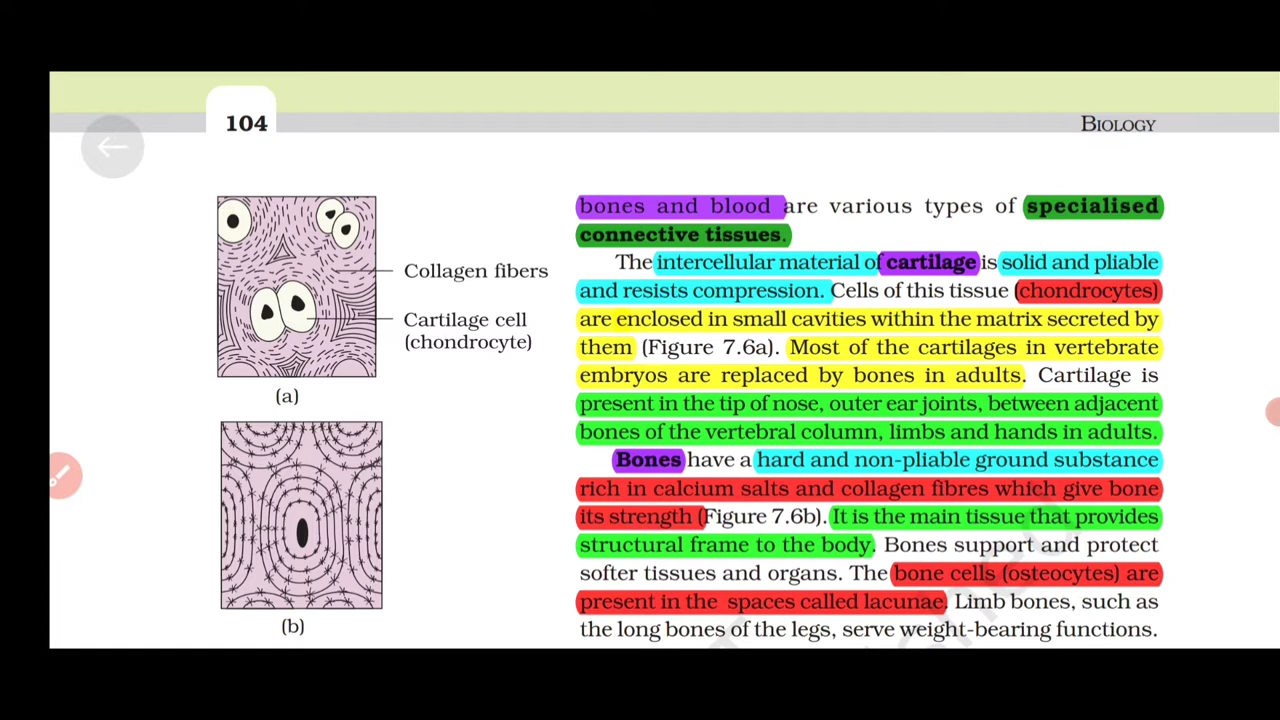 104
BIOLOGY
Collagen fibers
Cartilage cell
(chondrocyte)
(a)
(b)
bones and blood are various types of specialised
connective tissues.
The intercellular material of cartilage is solid and pliable
and resists compression. Cells of this tissue (chondrocytes)
are enclosed in small cavities within the matrix secreted by
them (Figure 7.6a). Most of the cartilages in vertebrate
embryos are replaced by bones in adults. Cartilage is
present in the tip of nose, outer ear joints, between adjacent
bones of the vertebral column, limbs and hands in adults.
Bones have a hard and non-pliable ground substance
rich in calcium salts and collagen fibres which give bone
its strength (Figure 7.6b). It is the main tissue that provides
structural frame to the body. Bones support and protect
softer tissues and organs. The bone cells (osteocytes) are
present in the spaces called lacunae. Limb bones, such as
the long bones of the legs, serve weight-bearing functions.